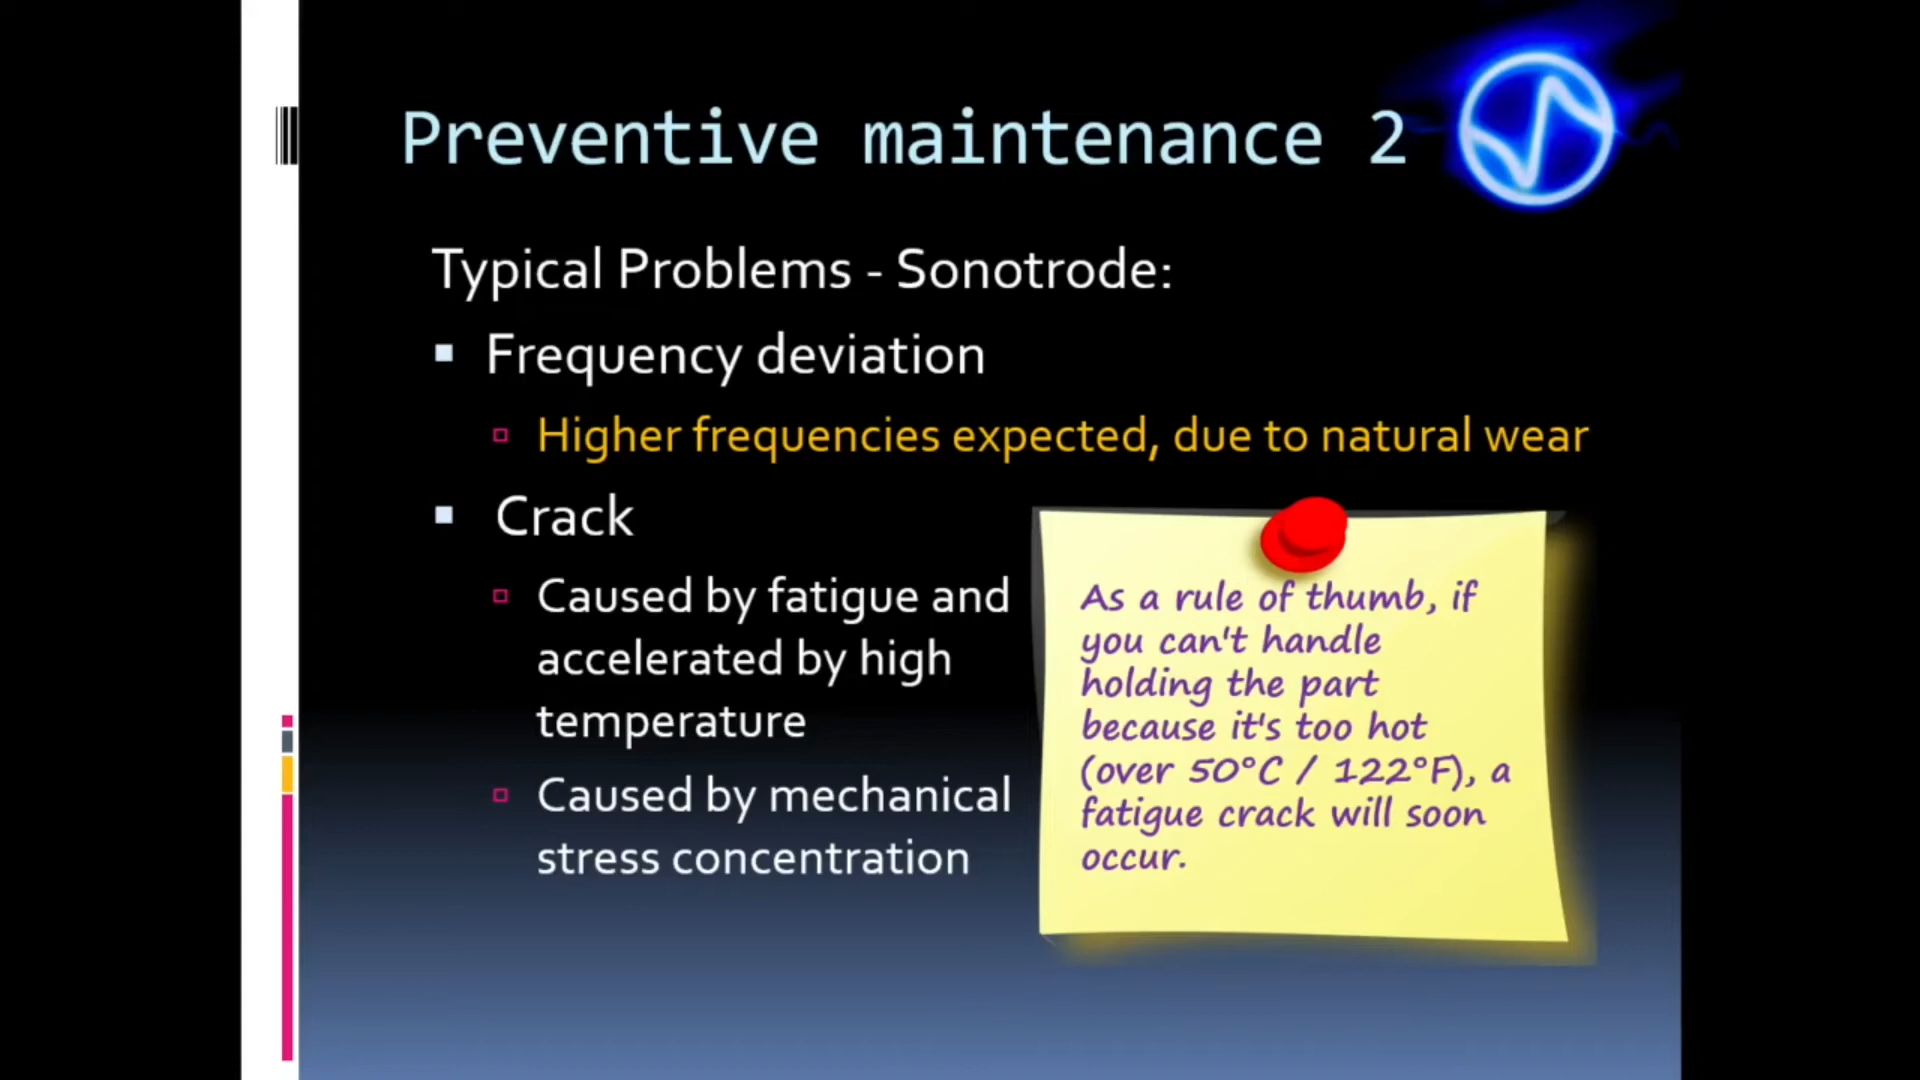 Preventive maintenance 2
Typical Problems - Sonotrode:
Frequency deviation
Higher frequencies expected, due to natural wear
Crack
Caused by fatigue and
accelerated by high
temperature
Caused by mechanical
stress concentration
As a rule of thumb, if
you can't handle
holding the part
because it's too hot
(over 50°C / 122°F), a
fatigue crack will soon
occur.